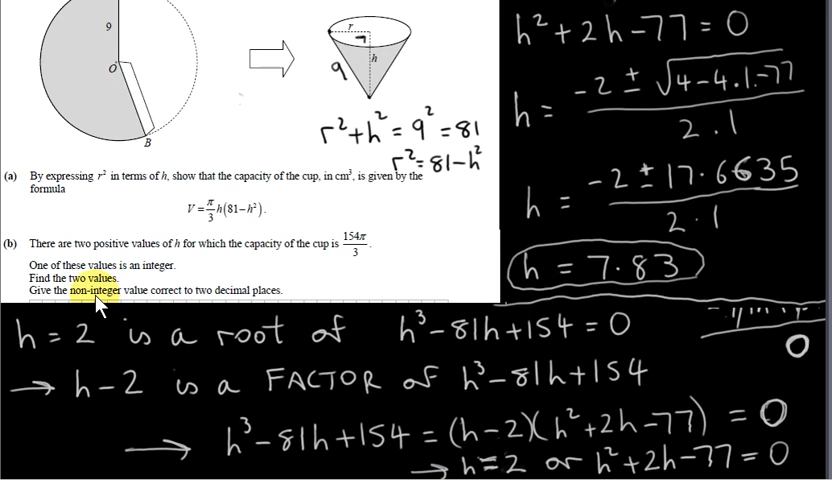 9
O
B
r
7
h
9
r² + h² = 9² = 81
r² = 81 - h²
(a) By expressing r² in terms of h, show that the capacity of the cup, in cm³, is given by the
formula
V = π/3 h(81 − h²).
(b) There are two positive values of h for which the capacity of the cup is 154π/3.
One of these values is an integer.
Find the two values.
Give the non-integer value correct to two decimal places.
h² + 2h - 77 = 0
h = -2 ± √4-4.1.-77 / 2.1
h = -2 ± 17.6635 / 2.1
h = 7.83
0
h = 2 is a root of h³ - 81h + 154 = 0
→ h - 2 is a FACTOR of h³ - 81h + 154
→ h³ - 81h + 154 = (h - 2)(h² + 2h - 77) = 0
→ h = 2 or h² + 2h - 77 = 0